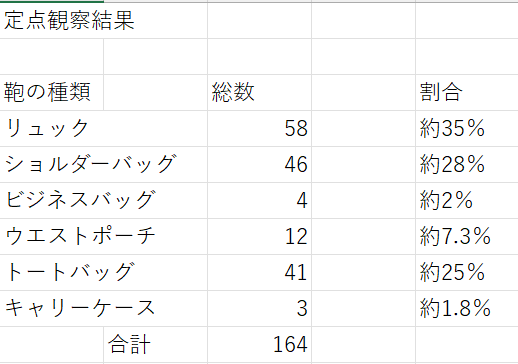 定点観察結果
鞄の種類 総数 割合
リュック 58 約35%
ショルダーバッグ 46 約28%
ビジネスバッグ 4 約2%
ウエストポーチ 12 約7.3%
トートバッグ 41 約25%
キャリーケース 3 約1.8%
合計 164